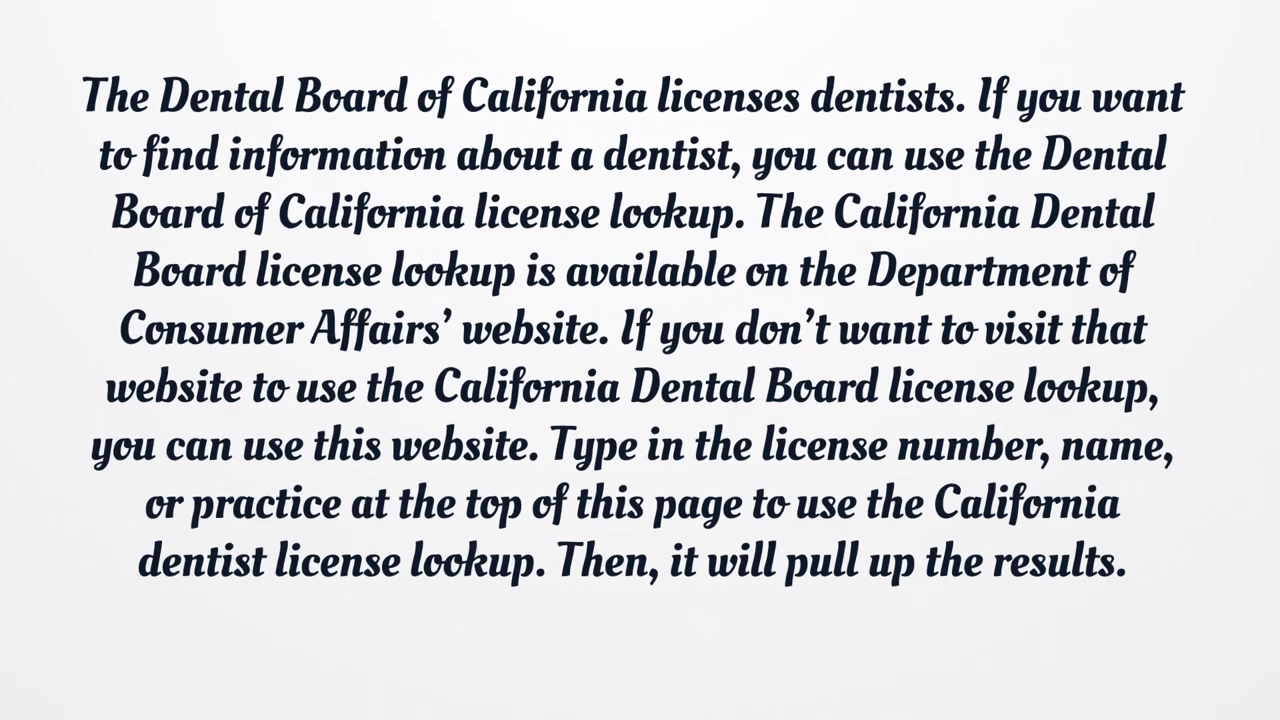 The Dental Board of California licenses dentists. If you want
to find information about a dentist, you can use the Dental
Board of California license lookup. The California Dental
Board license lookup is available on the Department of
Consumer Affairs’ website. If you don’t want to visit that
website to use the California Dental Board license lookup,
you can use this website. Type in the license number, name,
or practice at the top of this page to use the California
dentist license lookup. Then, it will pull up the results.